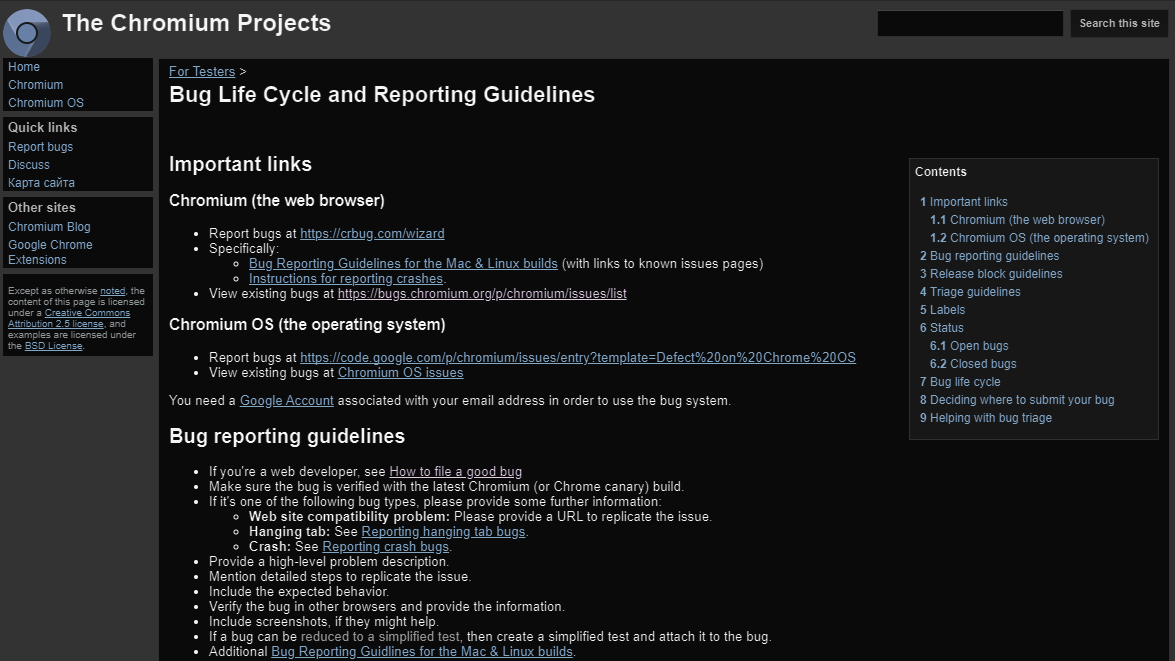 The Chromium Projects
Search this site
Home
Chromium
Chromium OS
Quick links
Report bugs
Discuss
Карта сайта
Other sites
Chromium Blog
Google Chrome
Extensions
Except as otherwise noted, the
content of this page is licensed
under a Creative Commons
Attribution 2.5 license, and
examples are licensed under
the BSD License.
For Testers >
Bug Life Cycle and Reporting Guidelines
Important links
Chromium (the web browser)
Report bugs at https://crbug.com/wizard
Specifically:
Bug Reporting Guidelines for the Mac & Linux builds (with links to known issues pages)
Instructions for reporting crashes.
View existing bugs at https://bugs.chromium.org/p/chromium/issues/list
Chromium OS (the operating system)
Report bugs at https://code.google.com/p/chromium/issues/entry?template=Defect%20on%20Chrome%20OS
View existing bugs at Chromium OS issues
You need a Google Account associated with your email address in order to use the bug system.
Bug reporting guidelines
If you're a web developer, see How to file a good bug
Make sure the bug is verified with the latest Chromium (or Chrome canary) build.
If it's one of the following bug types, please provide some further information:
Web site compatibility problem: Please provide a URL to replicate the issue.
Hanging tab: See Reporting hanging tab bugs.
Crash: See Reporting crash bugs.
Provide a high-level problem description.
Mention detailed steps to replicate the issue.
Include the expected behavior.
Verify the bug in other browsers and provide the information.
Include screenshots, if they might help.
If a bug can be reduced to a simplified test, then create a simplified test and attach it to the bug.
Additional Bug Reporting Guidlines for the Mac & Linux builds.
Contents
1 Important links
1.1 Chromium (the web browser)
1.2 Chromium OS (the operating system)
2 Bug reporting guidelines
3 Release block guidelines
4 Triage guidelines
5 Labels
6 Status
6.1 Open bugs
6.2 Closed bugs
7 Bug life cycle
8 Deciding where to submit your bug
9 Helping with bug triage